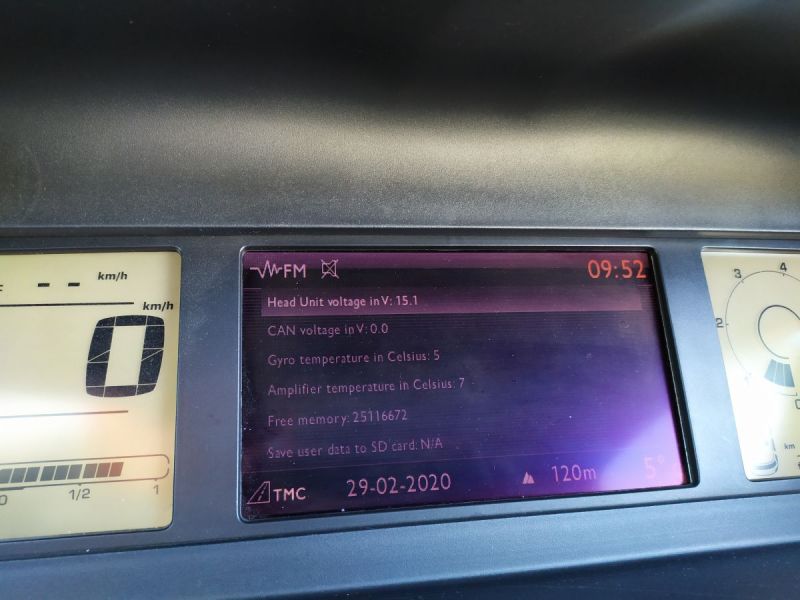 FM 09:52
Head Unit voltage in V: 15.1
CAN voltage in V: 0.0
Gyro temperature in Celsius: 5
Amplifier temperature in Celsius: 7
Free memory: 25116672
Save user data to SD card: N/A
TMC 29-02-2020 120m 5°
-- km/h
km/h
0
0 1/2 1
2 3 4
km